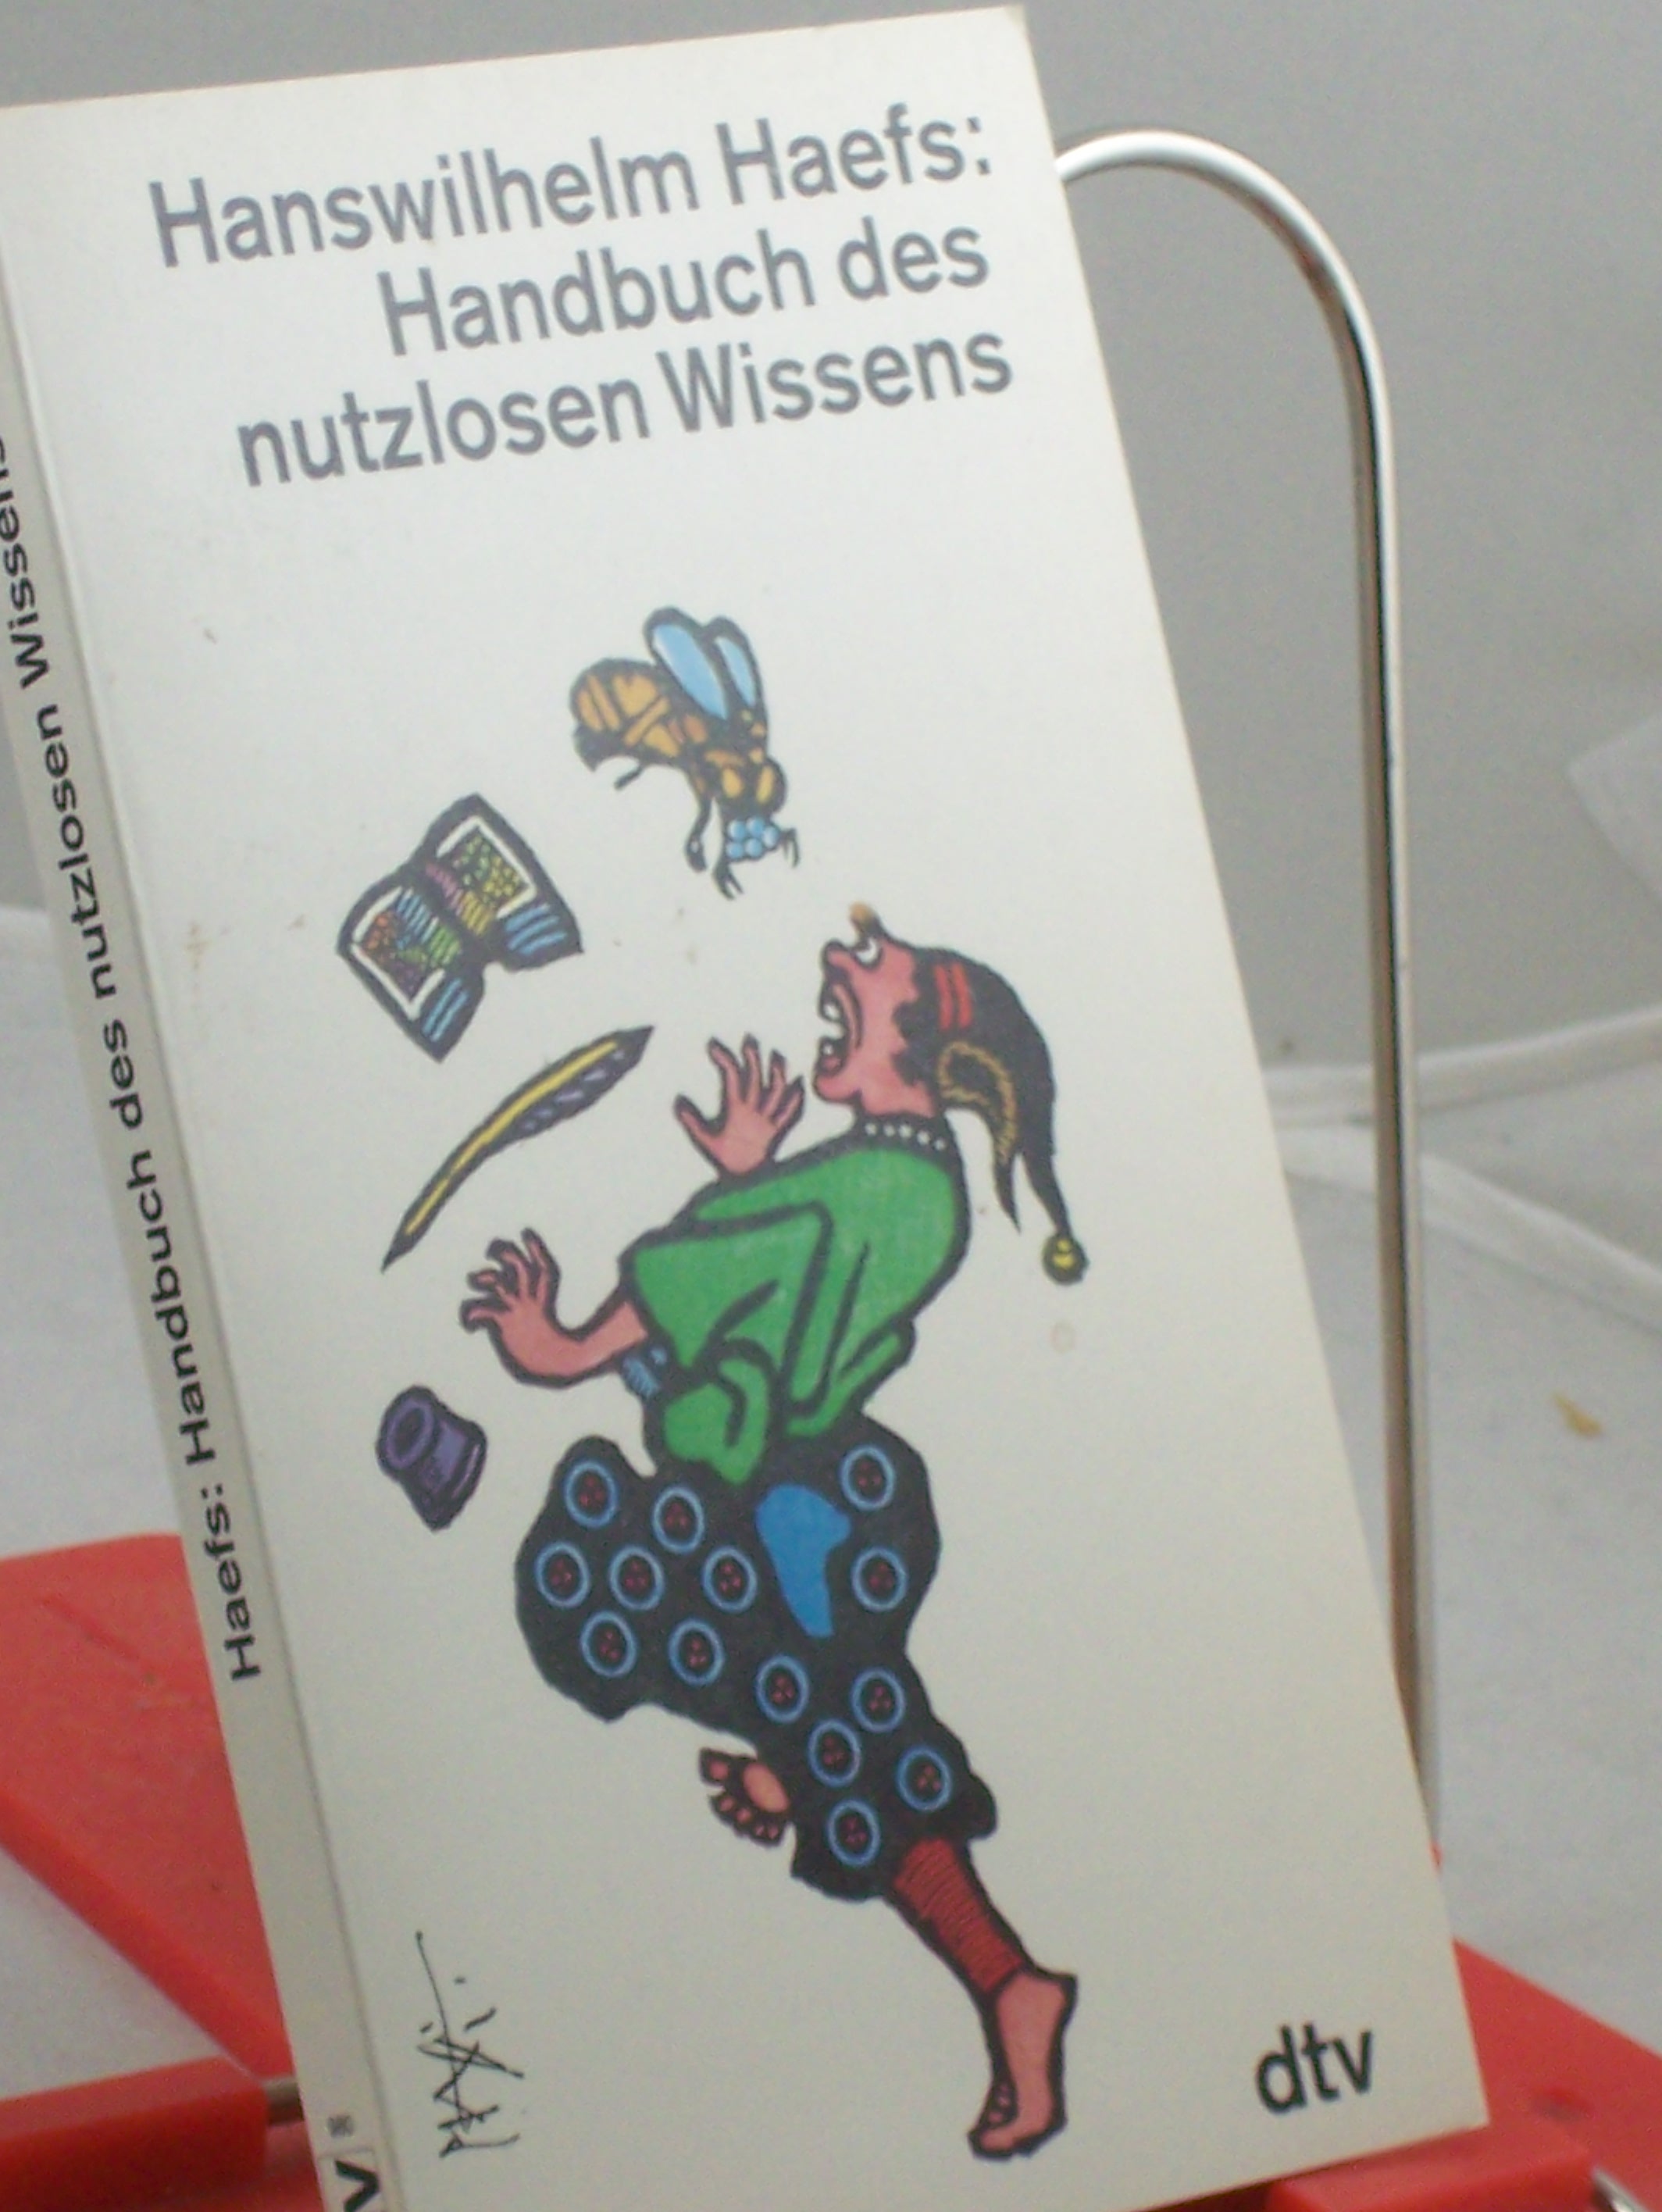 Hanswilhelm Haefs:
Handbuch des
nutzlosen Wissens
Haefs: Handbuch des nutzlosen Wissens
dtv